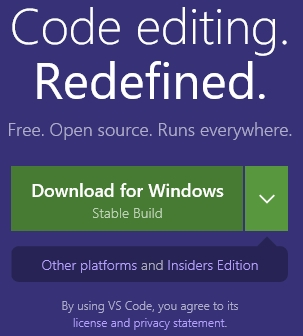 Code editing.
Redefined.
Free. Open source. Runs everywhere.
Download for Windows
Stable Build
Other platforms and Insiders Edition
By using VS Code, you agree to its
license and privacy statement.